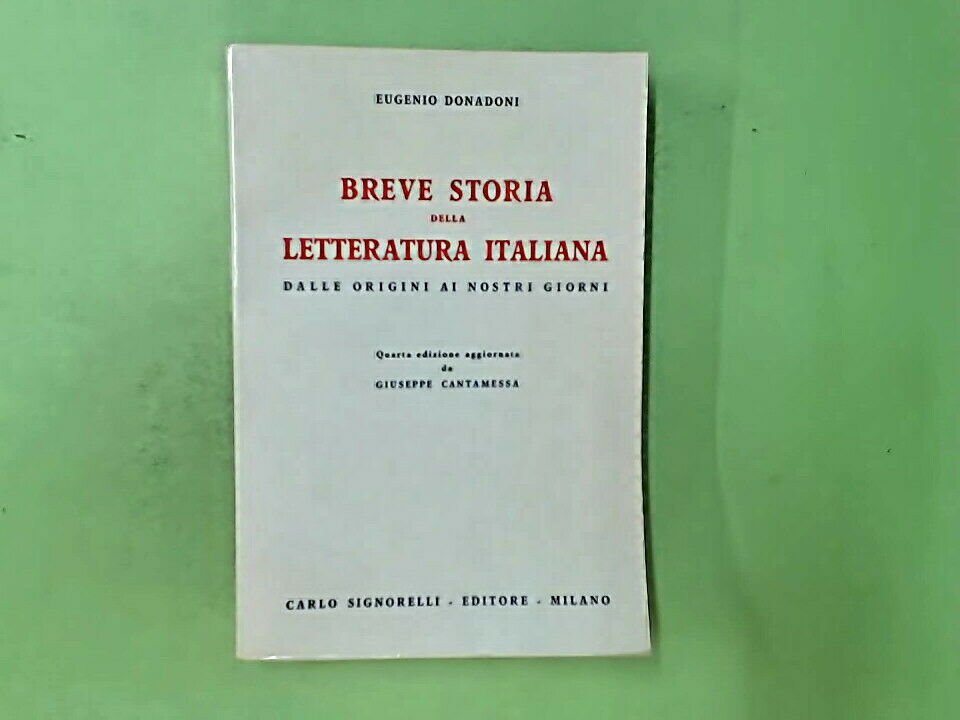 EUGENIO DONADONI
BREVE STORIA
DELLA
LETTERATURA ITALIANA
DALLE ORIGINI AI NOSTRI GIORNI
Quarta edizione aggiornata
da
GIUSEPPE CANTAMESSA
CARLO SIGNORELLI - EDITORE - MILANO